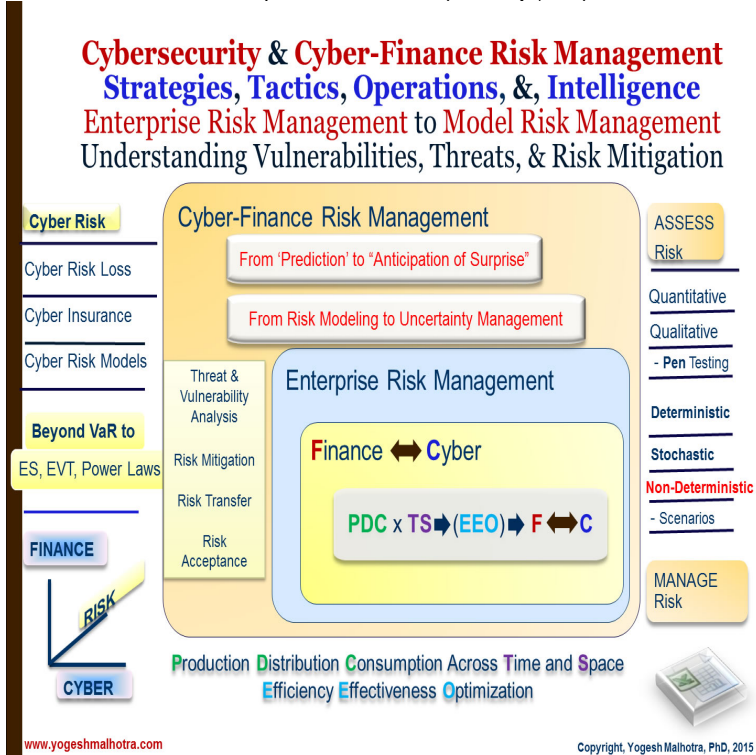 Cybersecurity & Cyber-Finance Risk Management
Strategies, Tactics, Operations, &, Intelligence
Enterprise Risk Management to Model Risk Management
Understanding Vulnerabilities, Threats, & Risk Mitigation
Cyber Risk
Cyber Risk Loss
Cyber Insurance
Cyber Risk Models
Beyond VaR to
ES, EVT, Power Laws
FINANCE
RISK
CYBER
Cyber-Finance Risk Management
From ‘Prediction’ to “Anticipation of Surprise”
From Risk Modeling to Uncertainty Management
Threat &
Vulnerability
Analysis
Risk Mitigation
Risk Transfer
Risk
Acceptance
Enterprise Risk Management
Finance ⬌ Cyber
PDC x TS➡(EEO)➡ F ⬌C
Production Distribution Consumption Across Time and Space
Efficiency Effectiveness Optimization
ASSESS
Risk
Quantitative
Qualitative
- Pen Testing
Deterministic
Stochastic
Non-Deterministic
- Scenarios
MANAGE
Risk
www.yogeshmalhotra.com
Copyright, Yogesh Malhotra, PhD, 2015